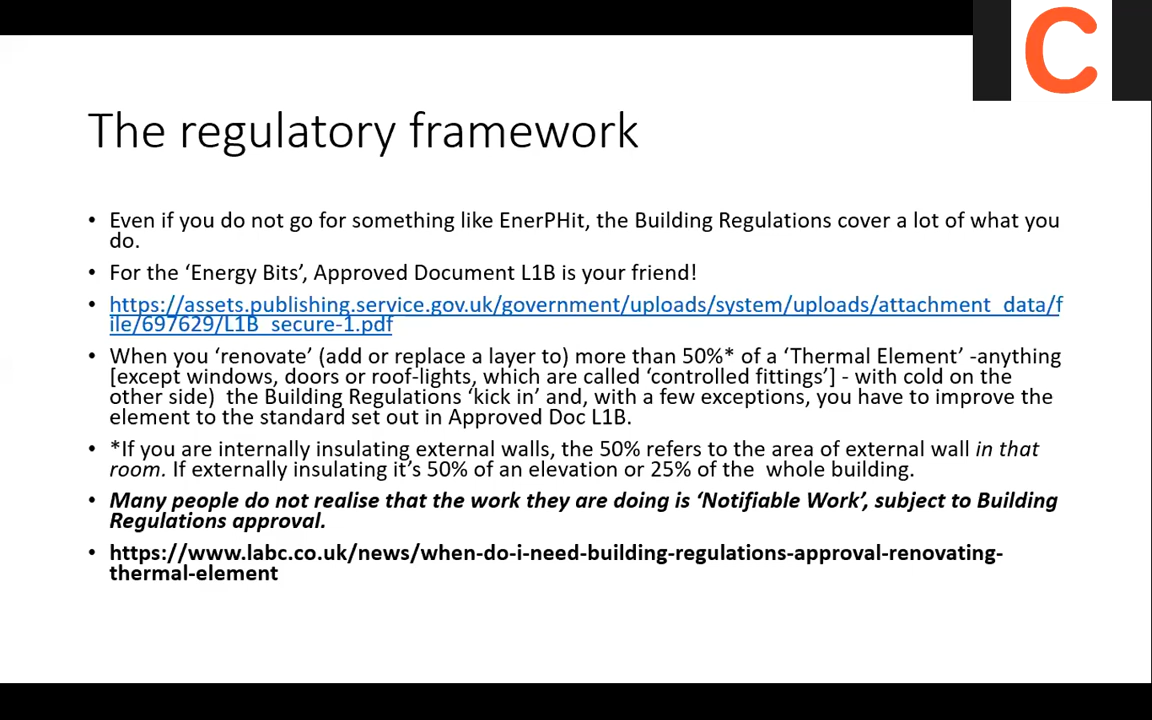 C
The regulatory framework
• Even if you do not go for something like EnerPHit, the Building Regulations cover a lot of what you
do.
• For the ‘Energy Bits’, Approved Document L1B is your friend!
• https://assets.publishing.service.gov.uk/government/uploads/system/uploads/attachment_data/f
ile/697629/L1B_secure-1.pdf
• When you ‘renovate’ (add or replace a layer to) more than 50%* of a ‘Thermal Element’ -anything
[except windows, doors or roof-lights, which are called ‘controlled fittings’] - with cold on the
other side)  the Building Regulations ‘kick in’ and, with a few exceptions, you have to improve the
element to the standard set out in Approved Doc L1B.
• *If you are internally insulating external walls, the 50% refers to the area of external wall in that
room. If externally insulating it’s 50% of an elevation or 25% of the  whole building.
• Many people do not realise that the work they are doing is ‘Notifiable Work’, subject to Building
Regulations approval.
• https://www.labc.co.uk/news/when-do-i-need-building-regulations-approval-renovating-
thermal-element